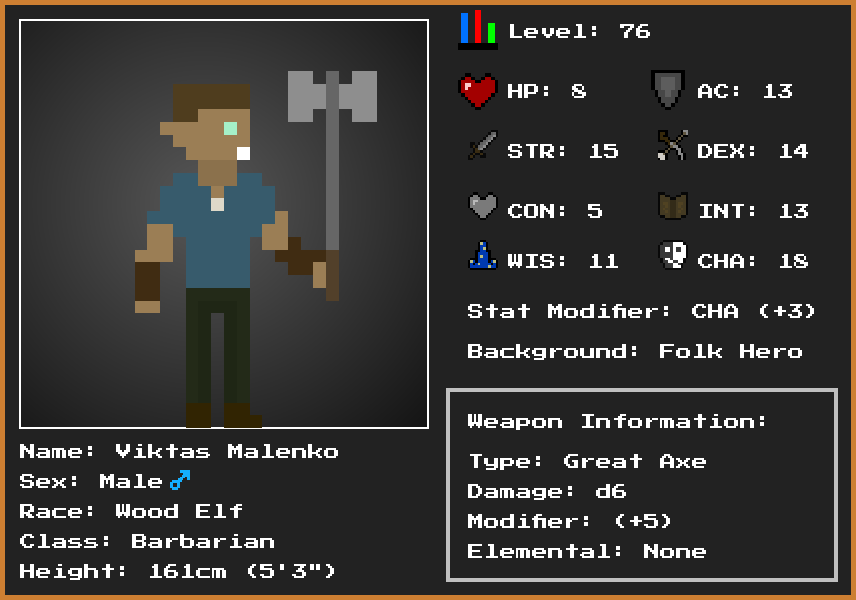 Level: 76
HP: 8
AC: 13
STR: 15
DEX: 14
CON: 5
INT: 13
WIS: 11
CHA: 18
Stat Modifier: CHA (+3)
Background: Folk Hero
Weapon Information:
Type: Great Axe
Damage: d6
Modifier: (+5)
Elemental: None
Name: Viktas Malenko
Sex: Male ♂
Race: Wood Elf
Class: Barbarian
Height: 161cm (5'3")